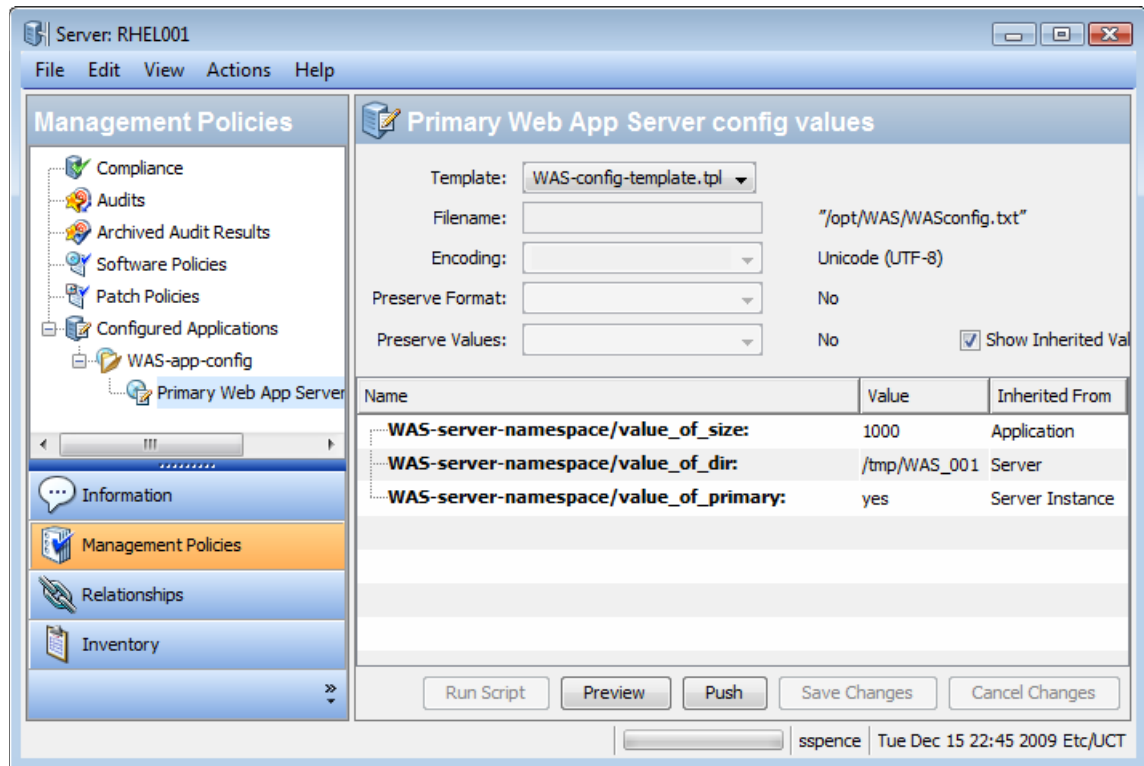 Server: RHEL001
File Edit View Actions Help
Management Policies
Compliance
Audits
Archived Audit Results
Software Policies
Patch Policies
Configured Applications
WAS-app-config
Primary Web App Server
Information
Management Policies
Relationships
Inventory
Primary Web App Server config values
Template: WAS-config-template.tpl
Filename: "/opt/WAS/WASconfig.txt"
Encoding: Unicode (UTF-8)
Preserve Format: No
Preserve Values: No Show Inherited Val
Name Value Inherited From
WAS-server-namespace/value_of_size: 1000 Application
WAS-server-namespace/value_of_dir: /tmp/WAS_001 Server
WAS-server-namespace/value_of_primary: yes Server Instance
Run Script Preview Push Save Changes Cancel Changes
sspence Tue Dec 15 22:45 2009 Etc/UCT